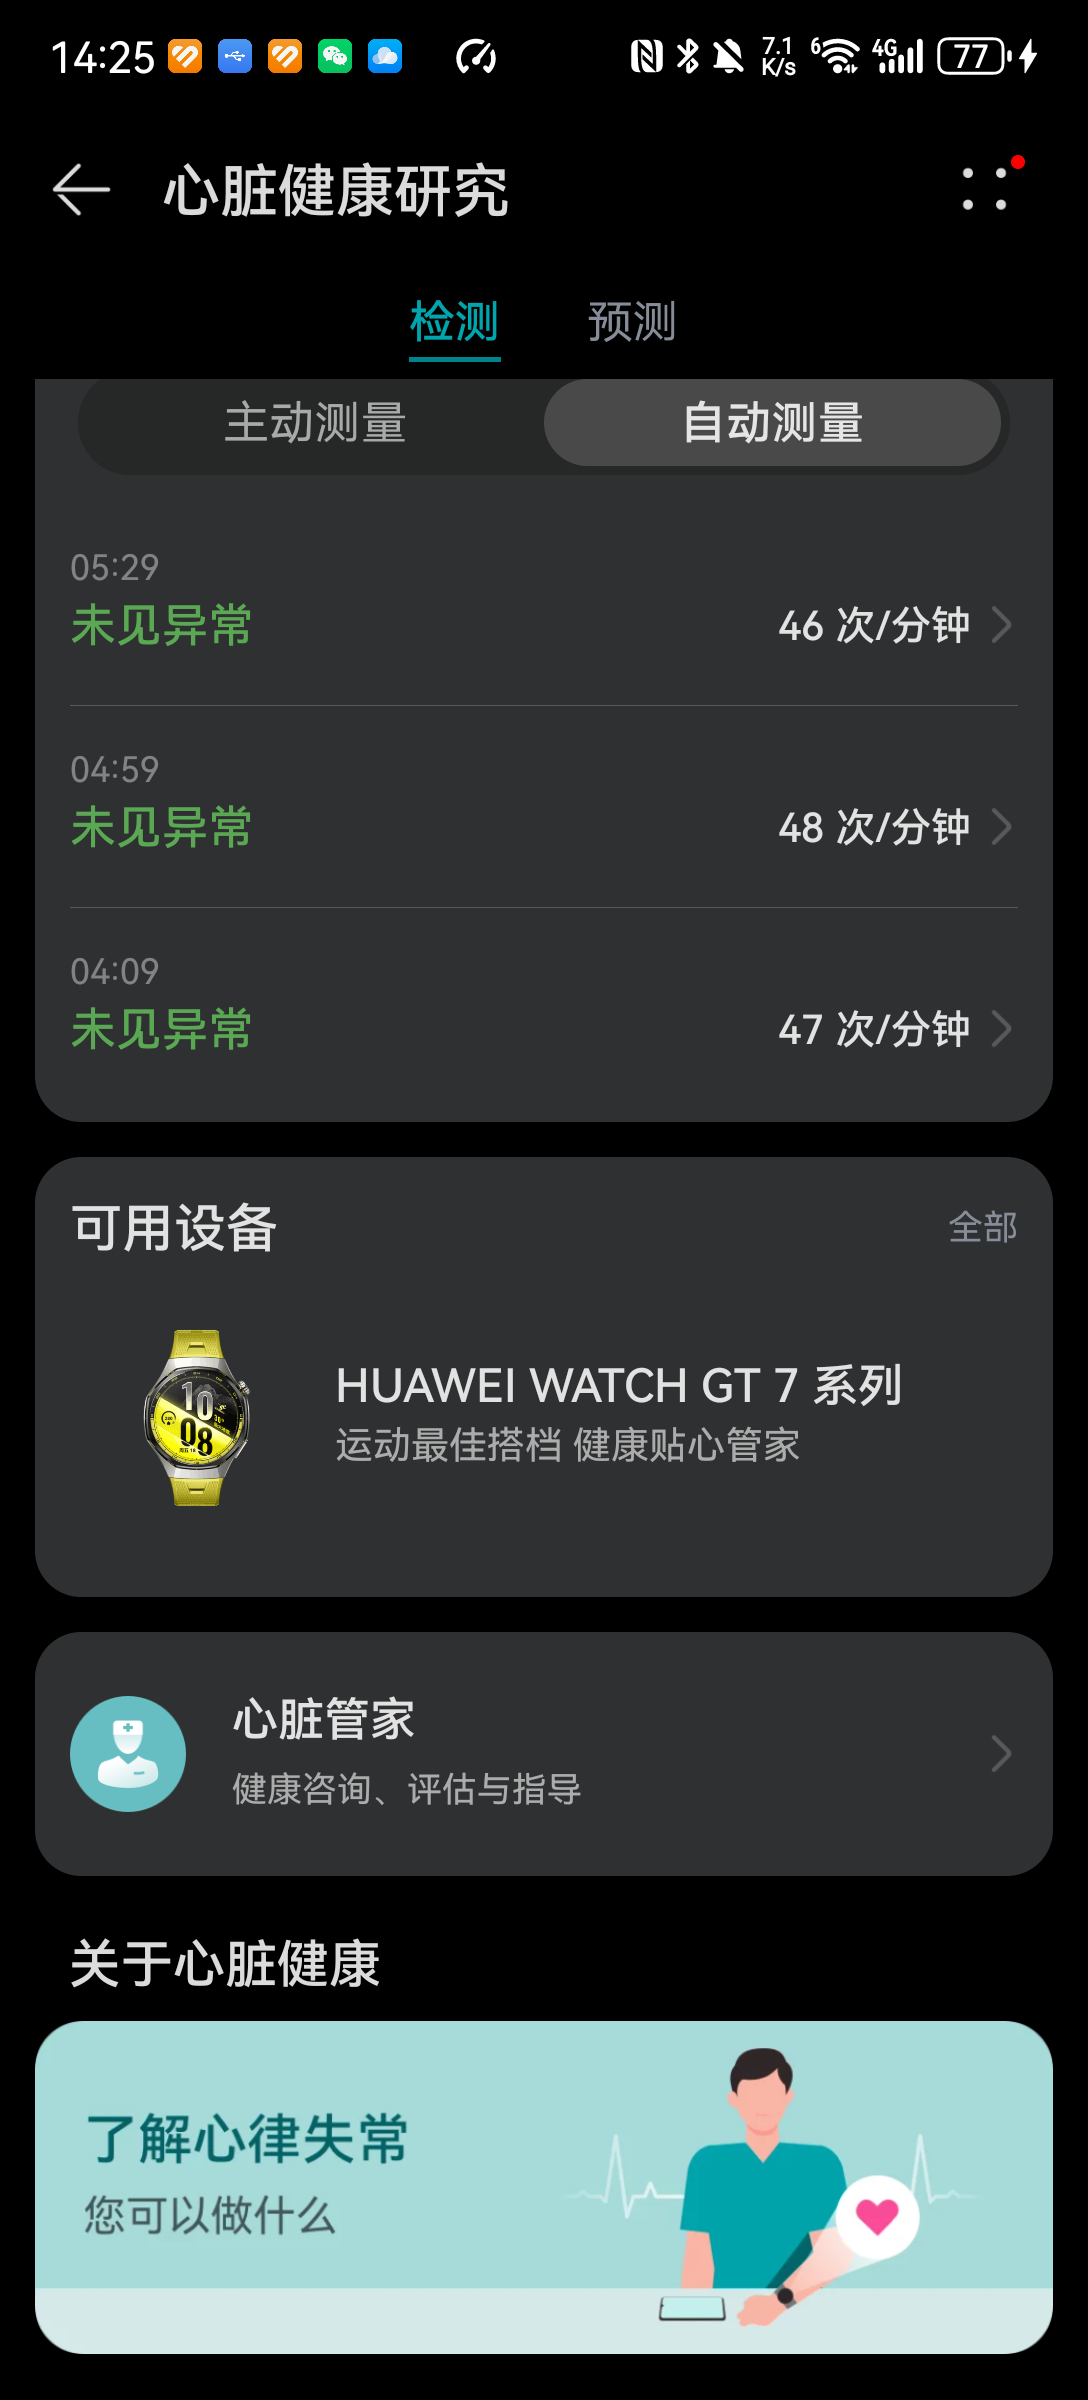 14:25
7.1
K/s
6
4G
77
心脏健康研究
检测 预测
主动测量 自动测量
05:29
未见异常 46 次/分钟
04:59
未见异常 48 次/分钟
04:09
未见异常 47 次/分钟
可用设备 全部
10
08
HUAWEI WATCH GT 7 系列
运动最佳搭档 健康贴心管家
心脏管家
健康咨询、评估与指导
关于心脏健康
了解心律失常
您可以做什么